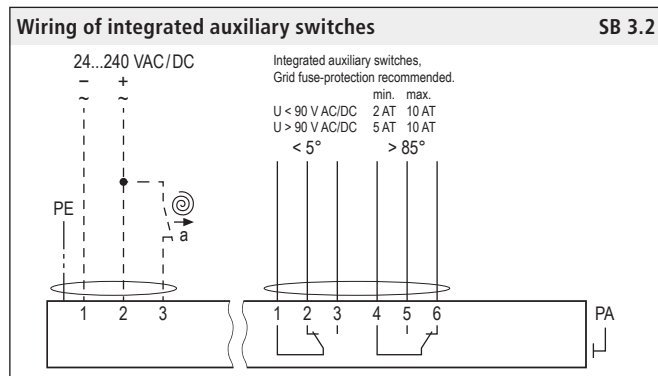 Wiring of integrated auxiliary switches SB 3.2
24...240 VAC/DC
– +
~ ~
Integrated auxiliary switches,
Grid fuse-protection recommended.
min. max.
U < 90 V AC/DC 2 AT 10 AT
U > 90 V AC/DC 5 AT 10 AT
< 5° > 85°
PE
a
1 2 3 1 2 3 4 5 6 PA